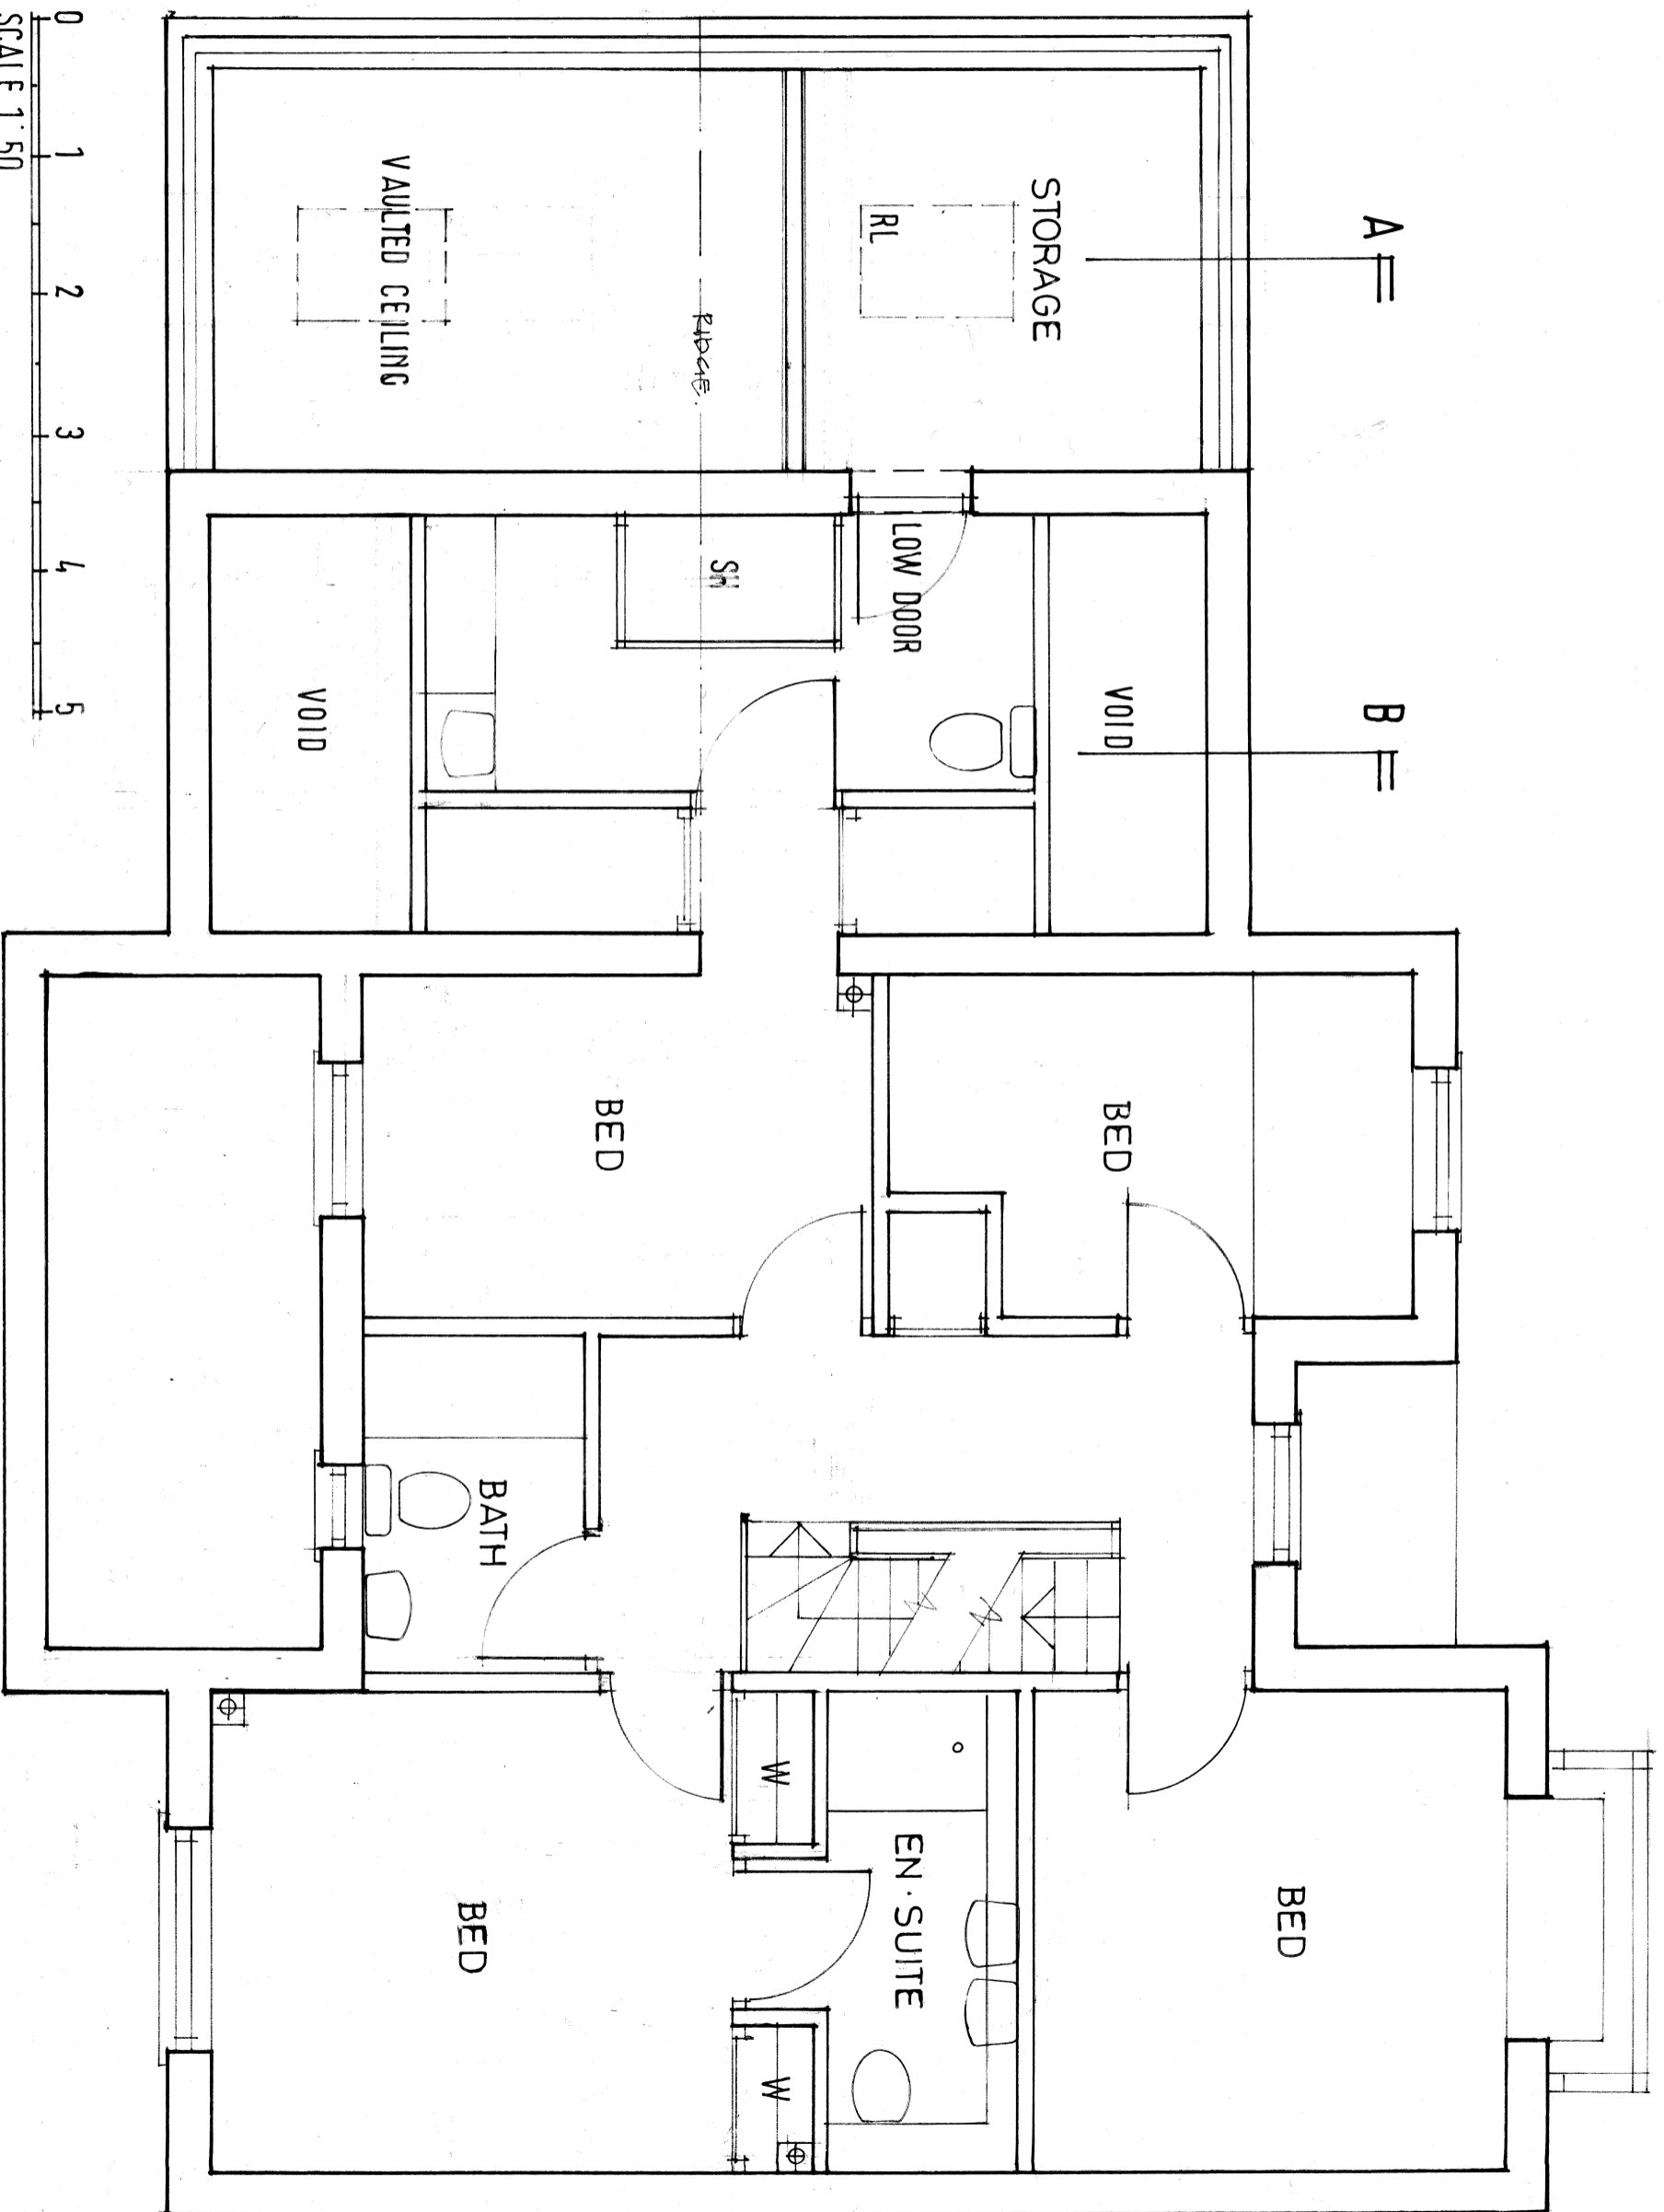 A
B
STORAGE
RL
VOID
LOW DOOR
RIDGE.
SH
VAULTED CEILING
VOID
BED
BED
BED
EN·SUITE
W
W
BATH
BED
0 1 2 3 4 5
SCALE 1:50